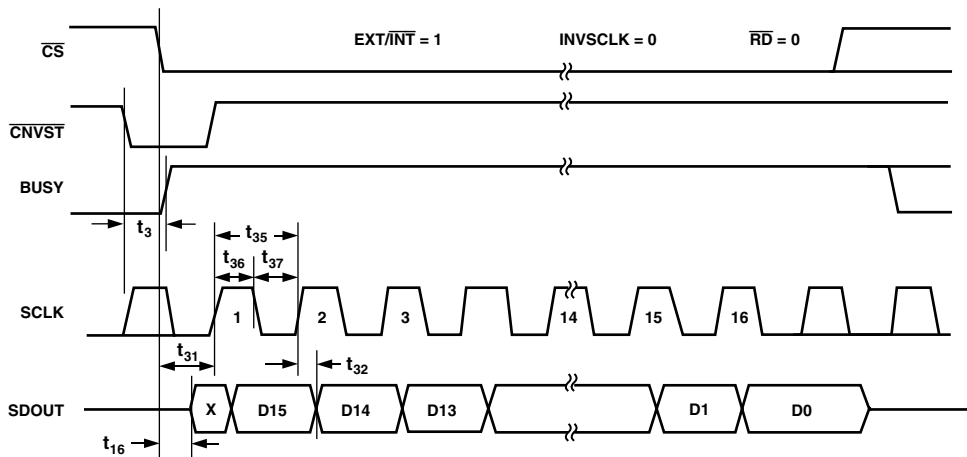 CS EXT/INT = 1 INVSCLK = 0 RD = 0
CNVST
BUSY
t3
t35
t36 t37
SCLK 1 2 3 14 15 16
t31
t32
SDOUT X D15 D14 D13 D1 D0
t16